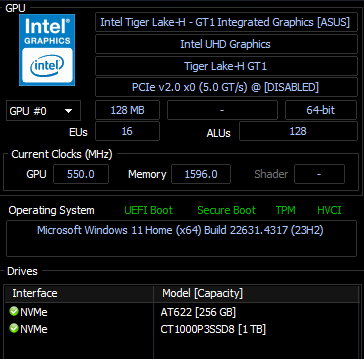 GPU
Intel Tiger Lake-H - GT1 Integrated Graphics [ASUS]
Intel UHD Graphics
Tiger Lake-H GT1
PCIe v2.0 x0 (5.0 GT/s) @ [DISABLED]
Intel
GRAPHICS
intel
GPU #0
128 MB
-
64-bit
EUs
16
ALUs
128
Current Clocks (MHz)
GPU
550.0
Memory
1596.0
Shader
-
Operating System
UEFI Boot
Secure Boot
TPM
HVCI
Microsoft Windows 11 Home (x64) Build 22631.4317 (23H2)
Drives
Interface
Model [Capacity]
NVMe
AT622 [256 GB]
NVMe
CT1000P3SSD8 [1 TB]